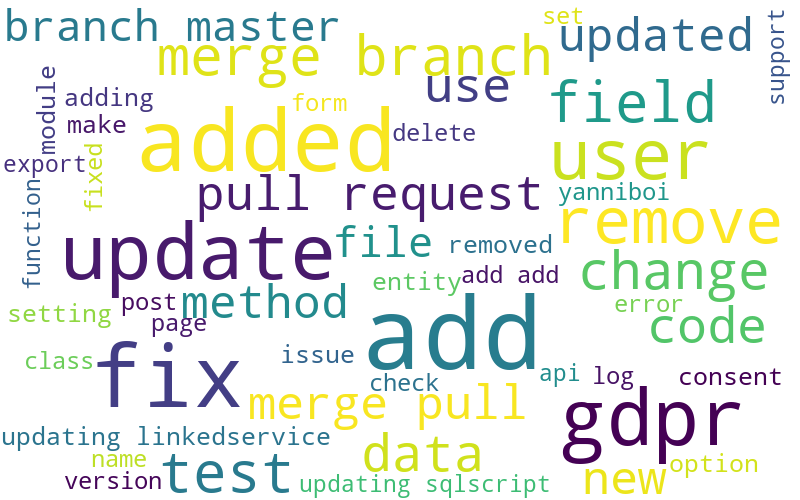 branch master
set
updated
support
merge branch
use
field
module
adding
form
make
added
delete
user
export
fixed
pull request
yanniboi
function
remove
update
file
removed
change
entity
add add
setting
post
method
error
page
add
code
class
fix
issue
check
api
log
consent
merge pull
gdpr
updating linkedservice
data
name
test
option
version
updating sqlscript
new